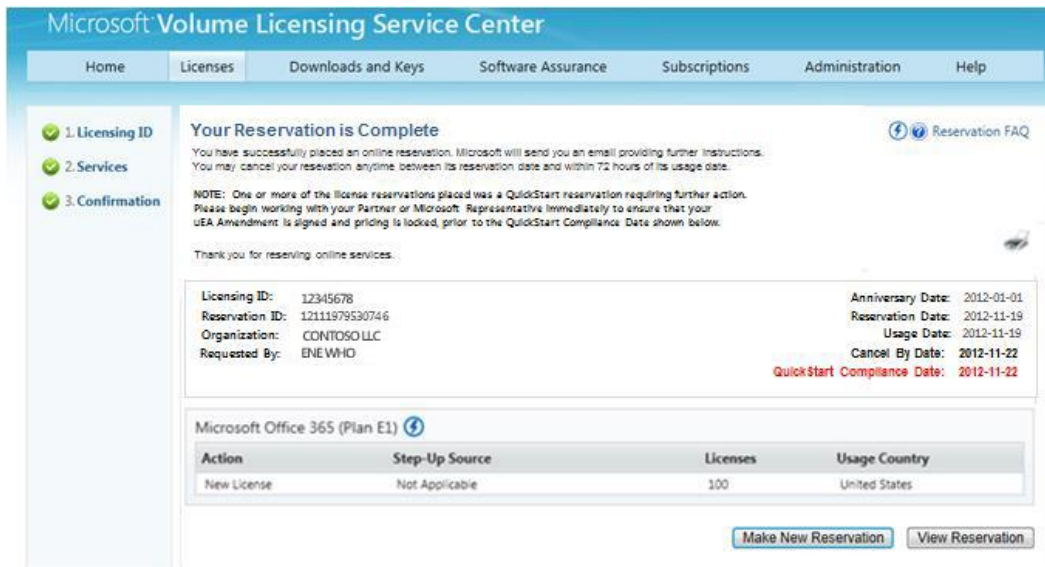 Microsoft Volume Licensing Service Center
Home Licenses Downloads and Keys Software Assurance Subscriptions Administration Help
1. Licensing ID
2. Services
3. Confirmation
Your Reservation is Complete
Reservation FAQ
You have successfully placed an online reservation. Microsoft will send you an email providing further instructions.
You may cancel your resevation anytime between its reservation date and within 72 hours of its usage date.
NOTE: One or more of the license reservations placed was a QuickStart reservation requiring further action.
Please begin working with your Partner or Microsoft Representative immediately to ensure that your
uEA Amendment is signed and pricing is locked, prior to the QuickStart Compliance Date shown below.
Thank you for reserving online services.
Licensing ID: 12345678
Reservation ID: 12111979530746
Organization: CONTOSO LLC
Requested By: ENE WHO
Anniversary Date: 2012-01-01
Reservation Date: 2012-11-19
Usage Date: 2012-11-19
Cancel By Date: 2012-11-22
QuickStart Compliance Date: 2012-11-22
Microsoft Office 365 (Plan E1)
Action Step-Up Source Licenses Usage Country
New License Not Applicable 100 United States
Make New Reservation View Reservation